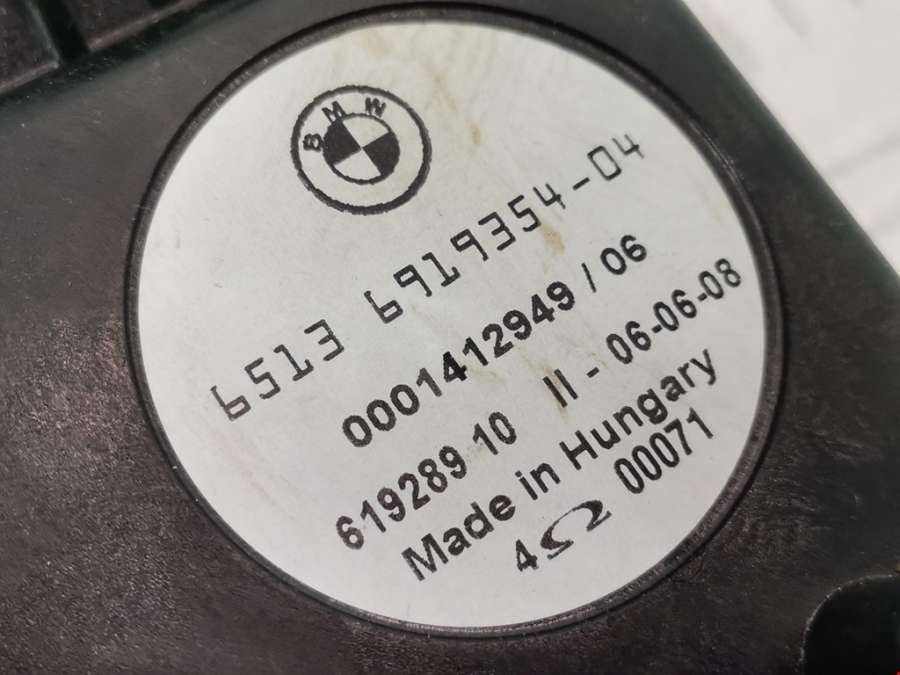 BMW
6513 6919354-04
0001412949 / 06
619289 10 II - 06-06-08
Made in Hungary
4Ω 00071